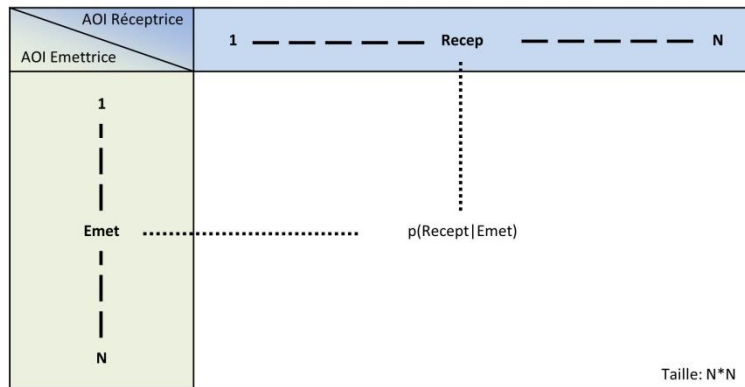 AOI Réceptrice
AOI Emettrice
1 Recep N
1
Emet p(Recept|Emet)
N
Taille: N*N